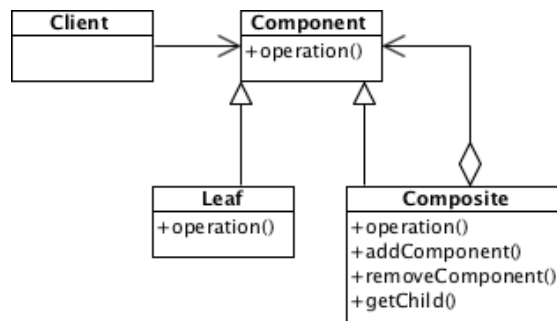 Client
Component
+operation()
Leaf
+operation()
Composite
+operation()
+addComponent()
+removeComponent()
+getChild()